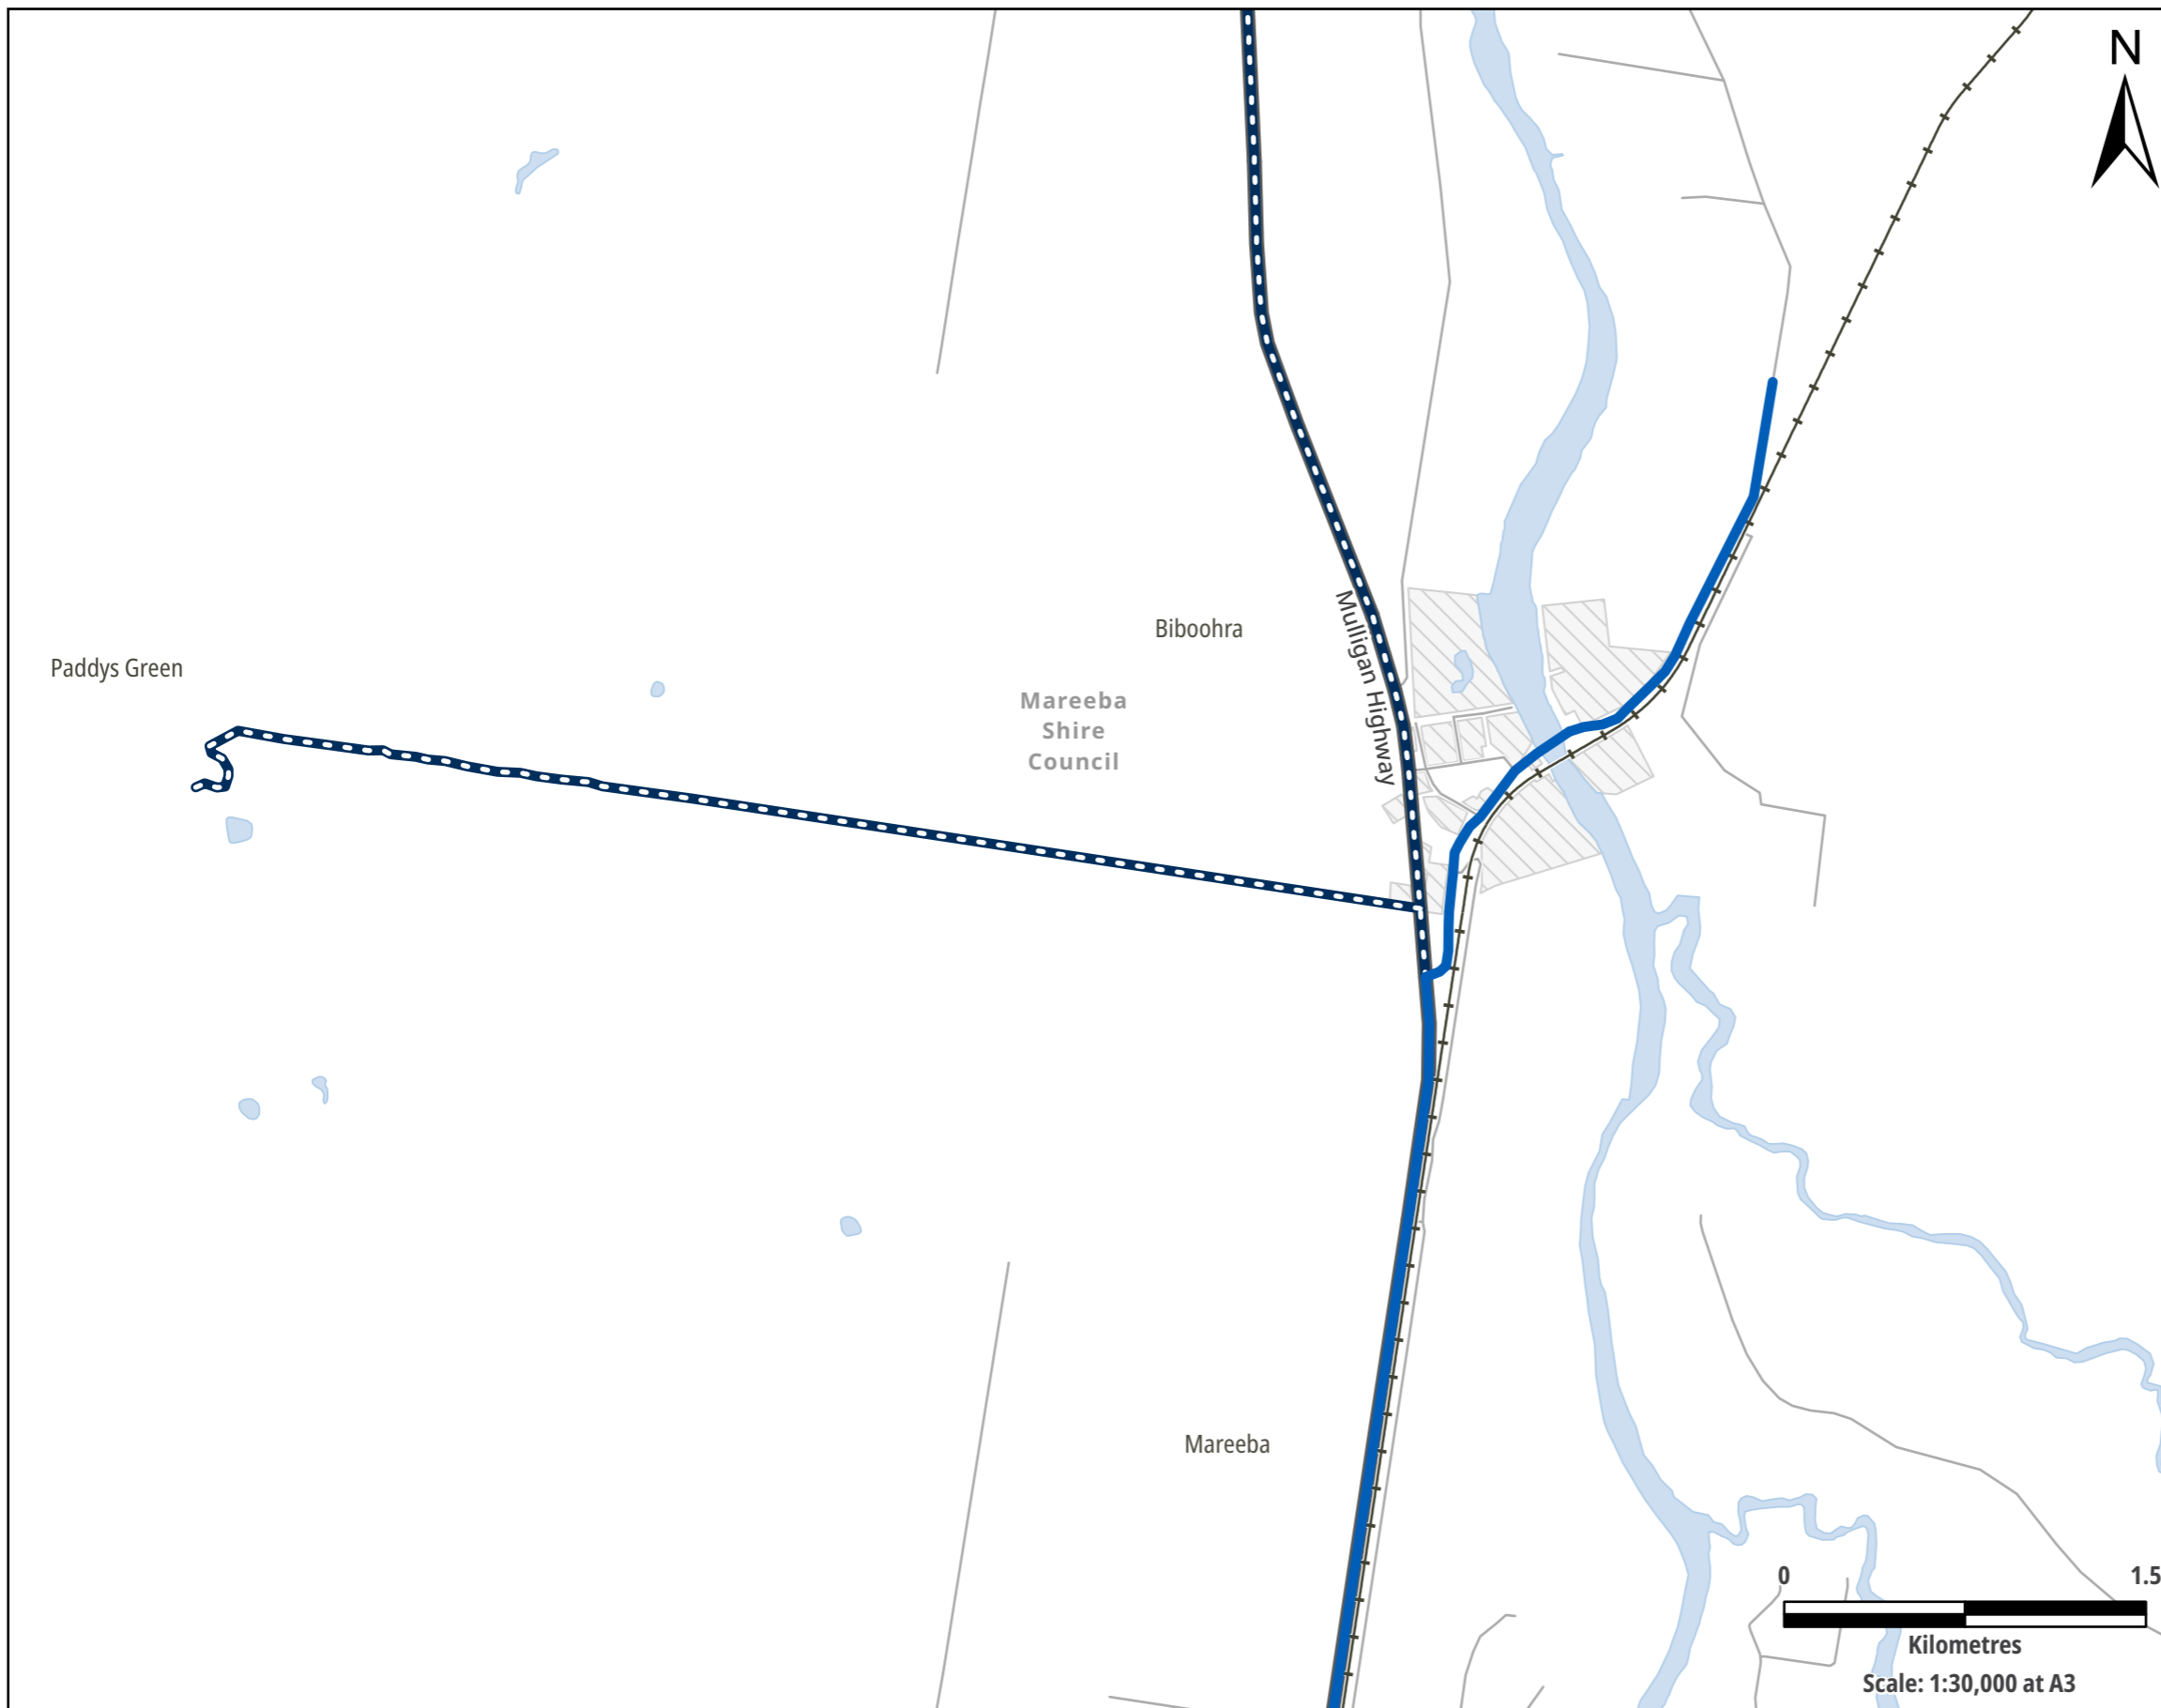 N
Mulligan Highway
Biboohra
Paddys Green
Mareeba
Shire
Council
Mareeba
0 1.5
Kilometres
Scale: 1:30,000 at A3